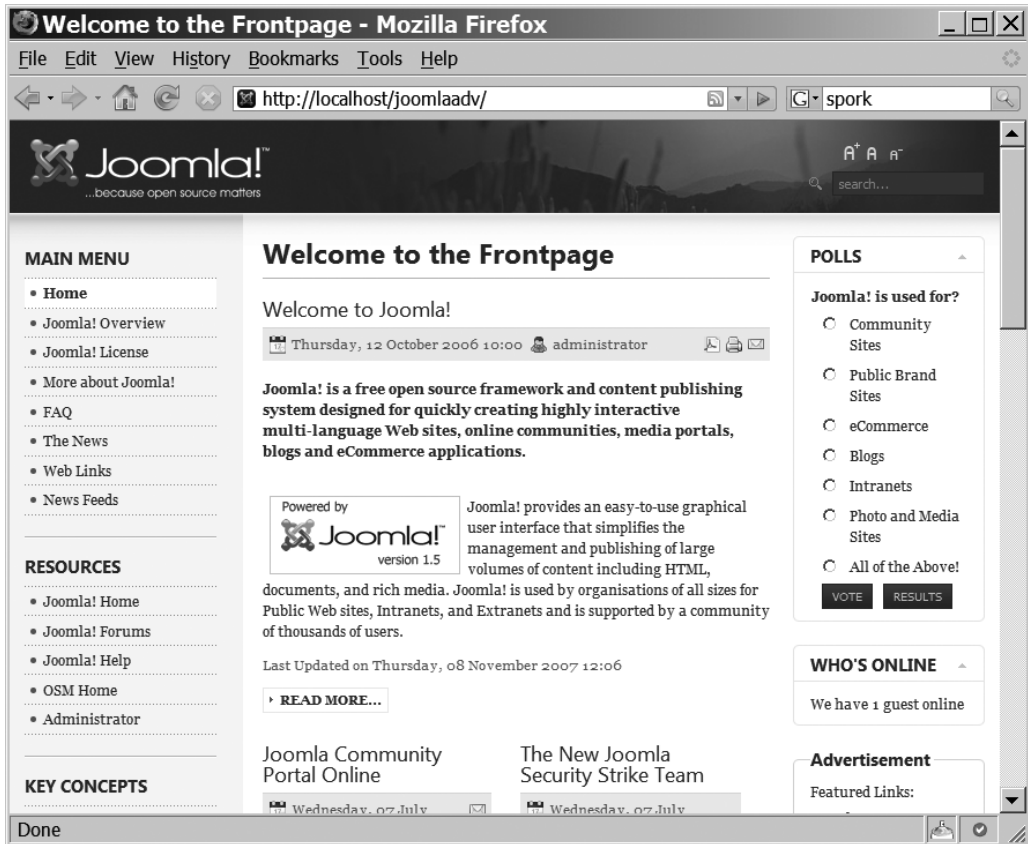 Welcome to the Frontpage - Mozilla Firefox
File Edit View History Bookmarks Tools Help
http://localhost/joomlaadv/
G spork
Joomla!™
...because open source matters
A+ A A-
search...
MAIN MENU
Home
Joomla! Overview
Joomla! License
More about Joomla!
FAQ
The News
Web Links
News Feeds
RESOURCES
Joomla! Home
Joomla! Forums
Joomla! Help
OSM Home
Administrator
KEY CONCEPTS
Welcome to the Frontpage
Welcome to Joomla!
Thursday, 12 October 2006 10:00 administrator
Joomla! is a free open source framework and content publishing
system designed for quickly creating highly interactive
multi-language Web sites, online communities, media portals,
blogs and eCommerce applications.
Powered by
Joomla!™
version 1.5
Joomla! provides an easy-to-use graphical
user interface that simplifies the
management and publishing of large
volumes of content including HTML,
documents, and rich media. Joomla! is used by organisations of all sizes for
Public Web sites, Intranets, and Extranets and is supported by a community
of thousands of users.
Last Updated on Thursday, 08 November 2007 12:06
READ MORE...
Joomla Community
Portal Online
Wednesday, 07 July
The New Joomla
Security Strike Team
Wednesday, 07 July
POLLS
Joomla! is used for?
Community
Sites
Public Brand
Sites
eCommerce
Blogs
Intranets
Photo and Media
Sites
All of the Above!
VOTE RESULTS
WHO'S ONLINE
We have 1 guest online
Advertisement
Featured Links:
Done